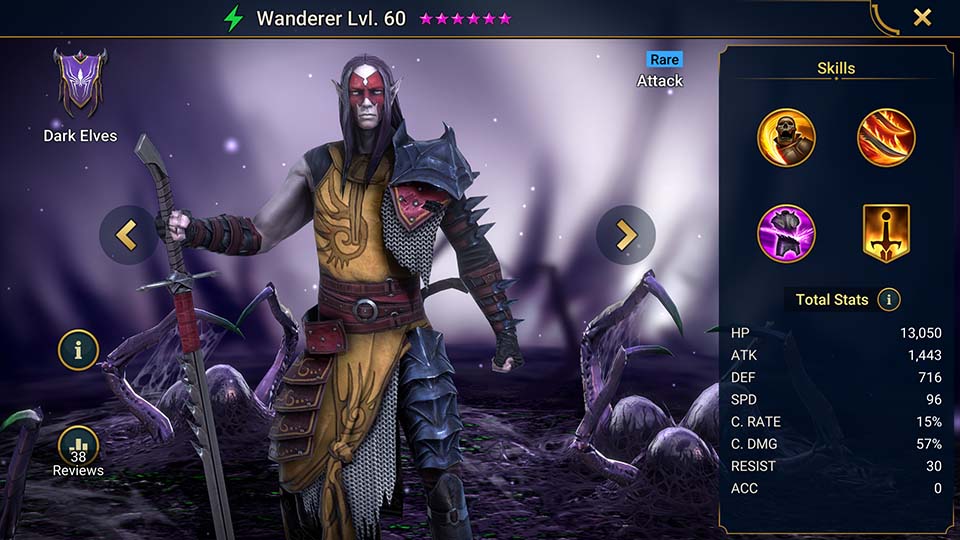 Wanderer Lvl. 60
Dark Elves
Rare
Attack
38
Reviews
Skills
Total Stats
HP 13,050
ATK 1,443
DEF 716
SPD 96
C. RATE 15%
C. DMG 57%
RESIST 30
ACC 0